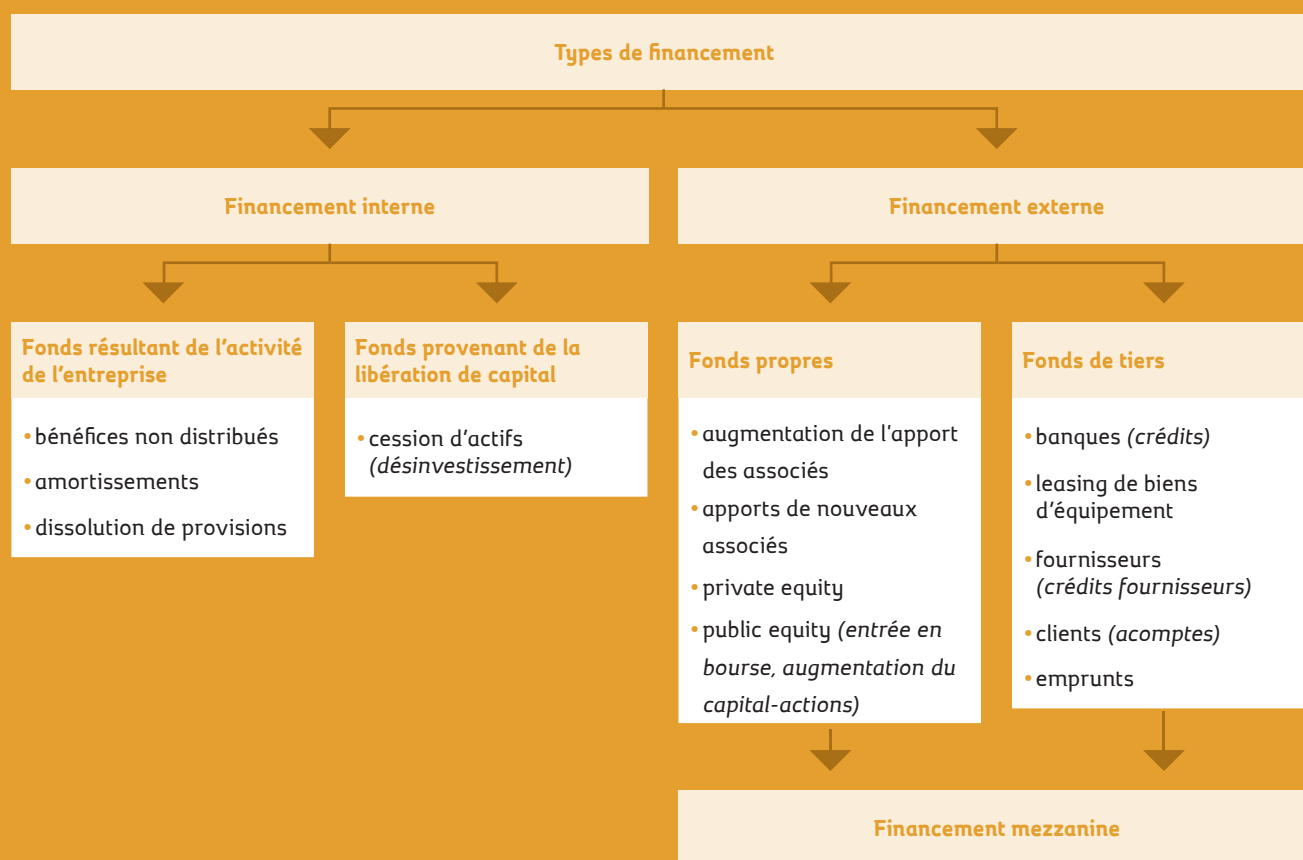 Types de financement
Financement interne
Financement externe
Fonds résultant de l'activité
de l'entreprise
•bénéfices non distribués
•amortissements
•dissolution de provisions
Fonds provenant de la
libération de capital
•cession d'actifs
(désinvestissement)
Fonds propres
•augmentation de l'apport
des associés
•apports de nouveaux
associés
•private equity
•public equity (entrée en
bourse, augmentation du
capital-actions)
Fonds de tiers
•banques (crédits)
•leasing de biens
d'équipement
•fournisseurs
(crédits fournisseurs)
•clients (acomptes)
•emprunts
Financement mezzanine